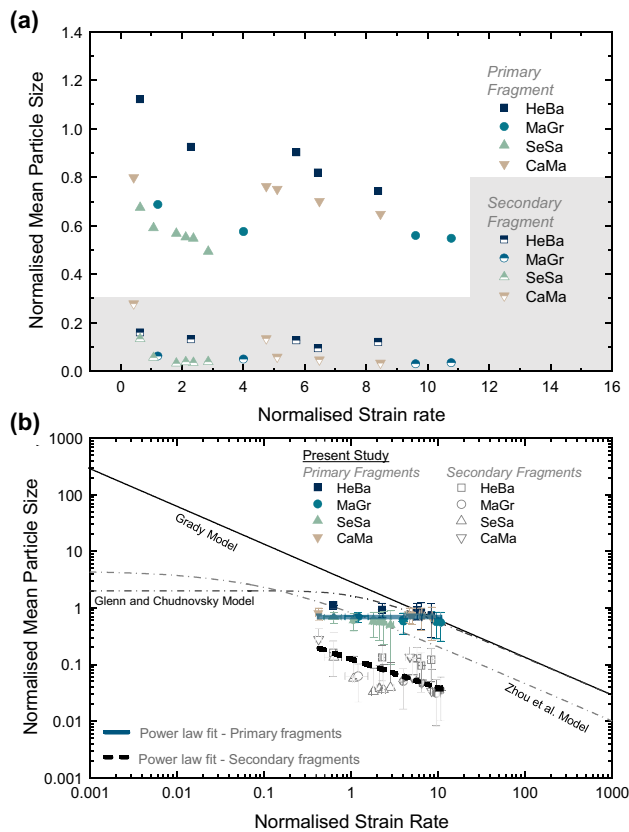 (a)
Normalised Mean Particle Size
1.4
1.2
1.0
0.8
0.6
0.4
0.2
0.0
Primary
Fragment
HeBa
MaGr
SeSa
CaMa
Secondary
Fragment
HeBa
MaGr
SeSa
CaMa
0 2 4 6 8 10 12 14 16
Normalised Strain rate
(b)
Normalised Mean Particle Size
1000
100
10
1
0.1
0.01
0.001
Present Study
Primary Fragments
HeBa
MaGr
SeSa
CaMa
Secondary Fragments
HeBa
MaGr
SeSa
CaMa
Grady Model
Glenn and Chudnovsky Model
Zhou et al. Model
Power law fit - Primary fragments
Power law fit - Secondary fragments
0.001 0.01 0.1 1 10 100 1000
Normalised Strain Rate